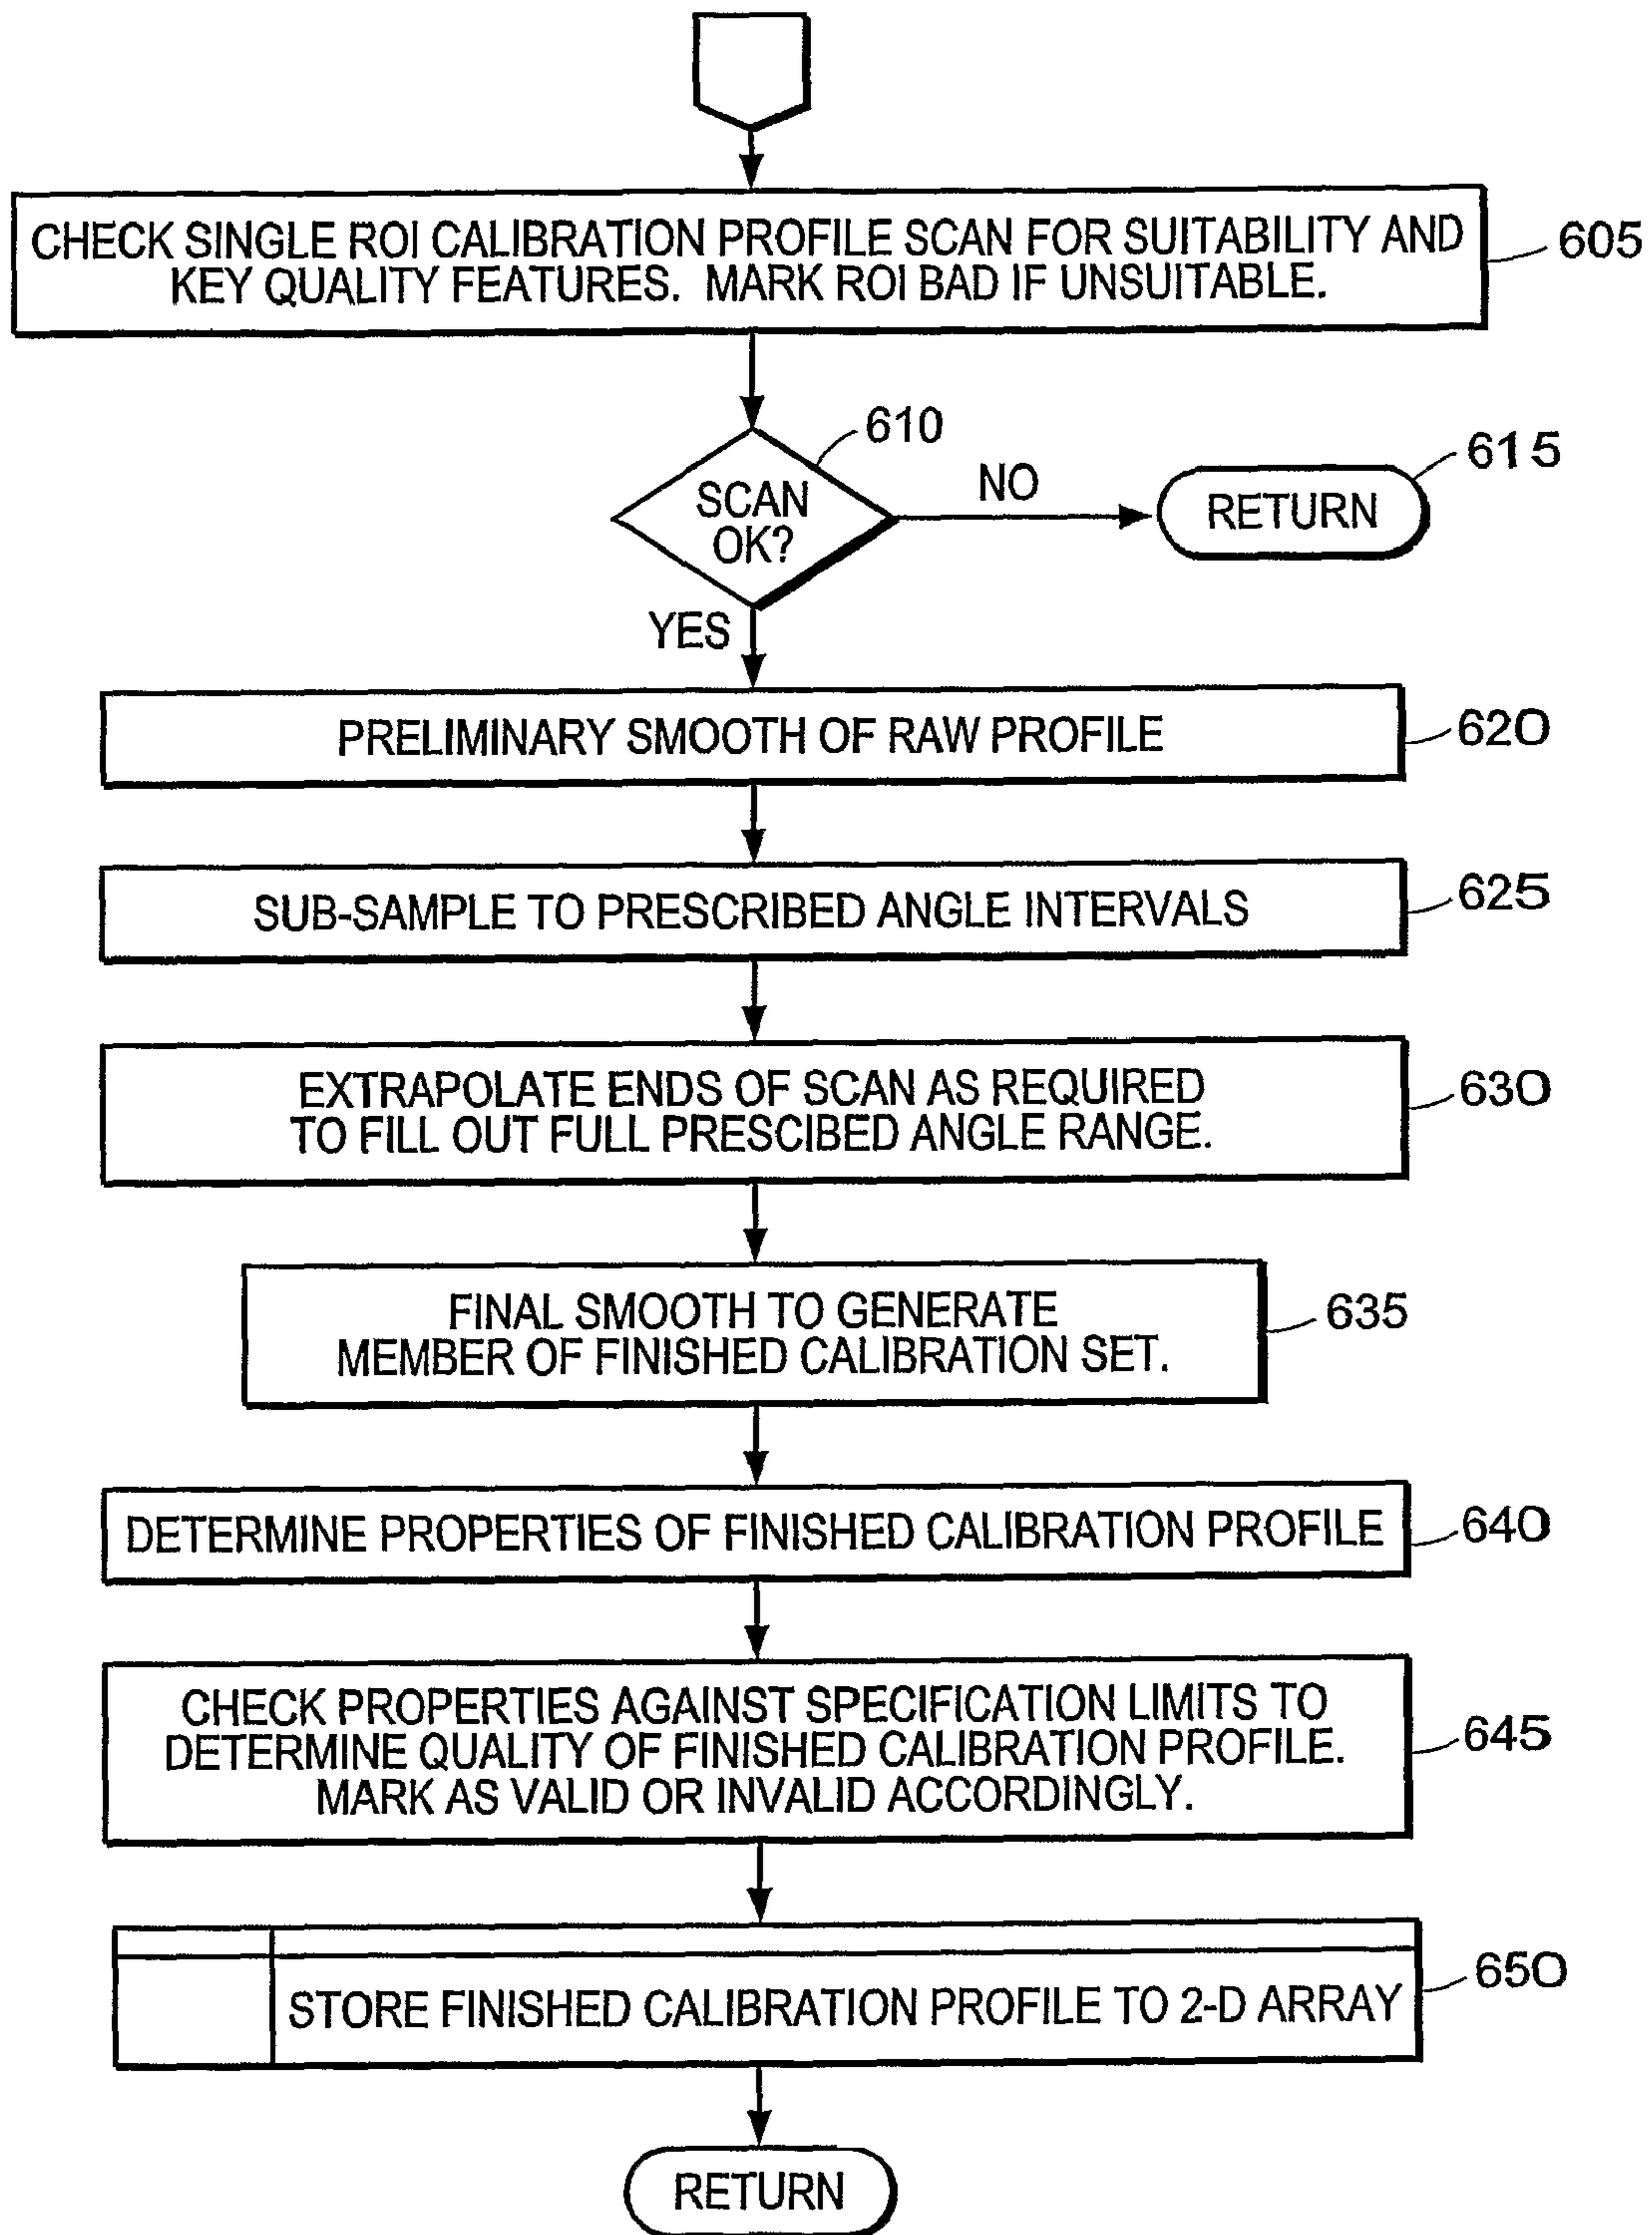 CHECK SINGLE ROI CALIBRATION PROFILE SCAN FOR SUITABILITY AND
KEY QUALITY FEATURES. MARK ROI BAD IF UNSUITABLE.
605
610
SCAN
OK?
NO
615
RETURN
YES
PRELIMINARY SMOOTH OF RAW PROFILE
620
SUB-SAMPLE TO PRESCRIBED ANGLE INTERVALS
625
EXTRAPOLATE ENDS OF SCAN AS REQUIRED
TO FILL OUT FULL PRESCIBED ANGLE RANGE.
630
FINAL SMOOTH TO GENERATE
MEMBER OF FINISHED CALIBRATION SET.
635
DETERMINE PROPERTIES OF FINISHED CALIBRATION PROFILE
640
CHECK PROPERTIES AGAINST SPECIFICATION LIMITS TO
DETERMINE QUALITY OF FINISHED CALIBRATION PROFILE.
MARK AS VALID OR INVALID ACCORDINGLY.
645
STORE FINISHED CALIBRATION PROFILE TO 2-D ARRAY
650
RETURN